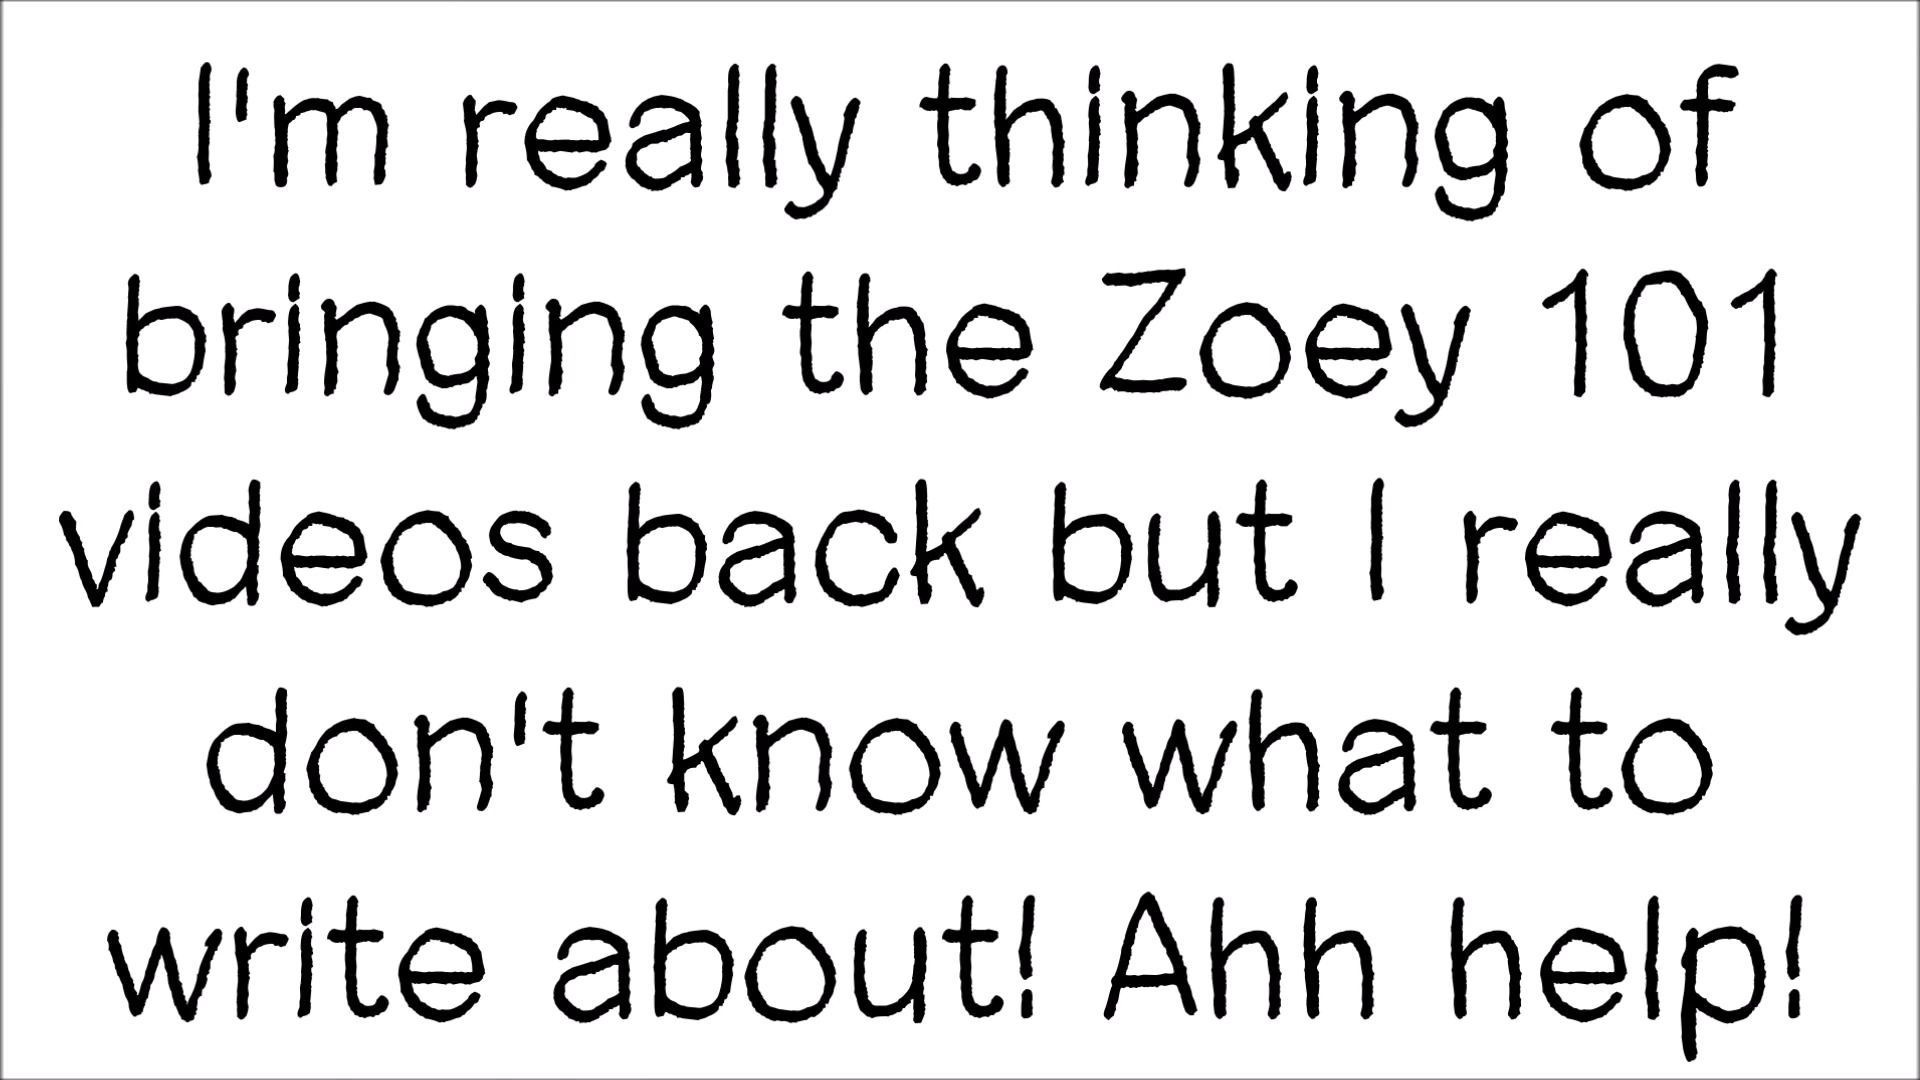 I'm really thinking of
bringing the Zoey 101
videos back but I really
don't know what to
write about! Ahh help!